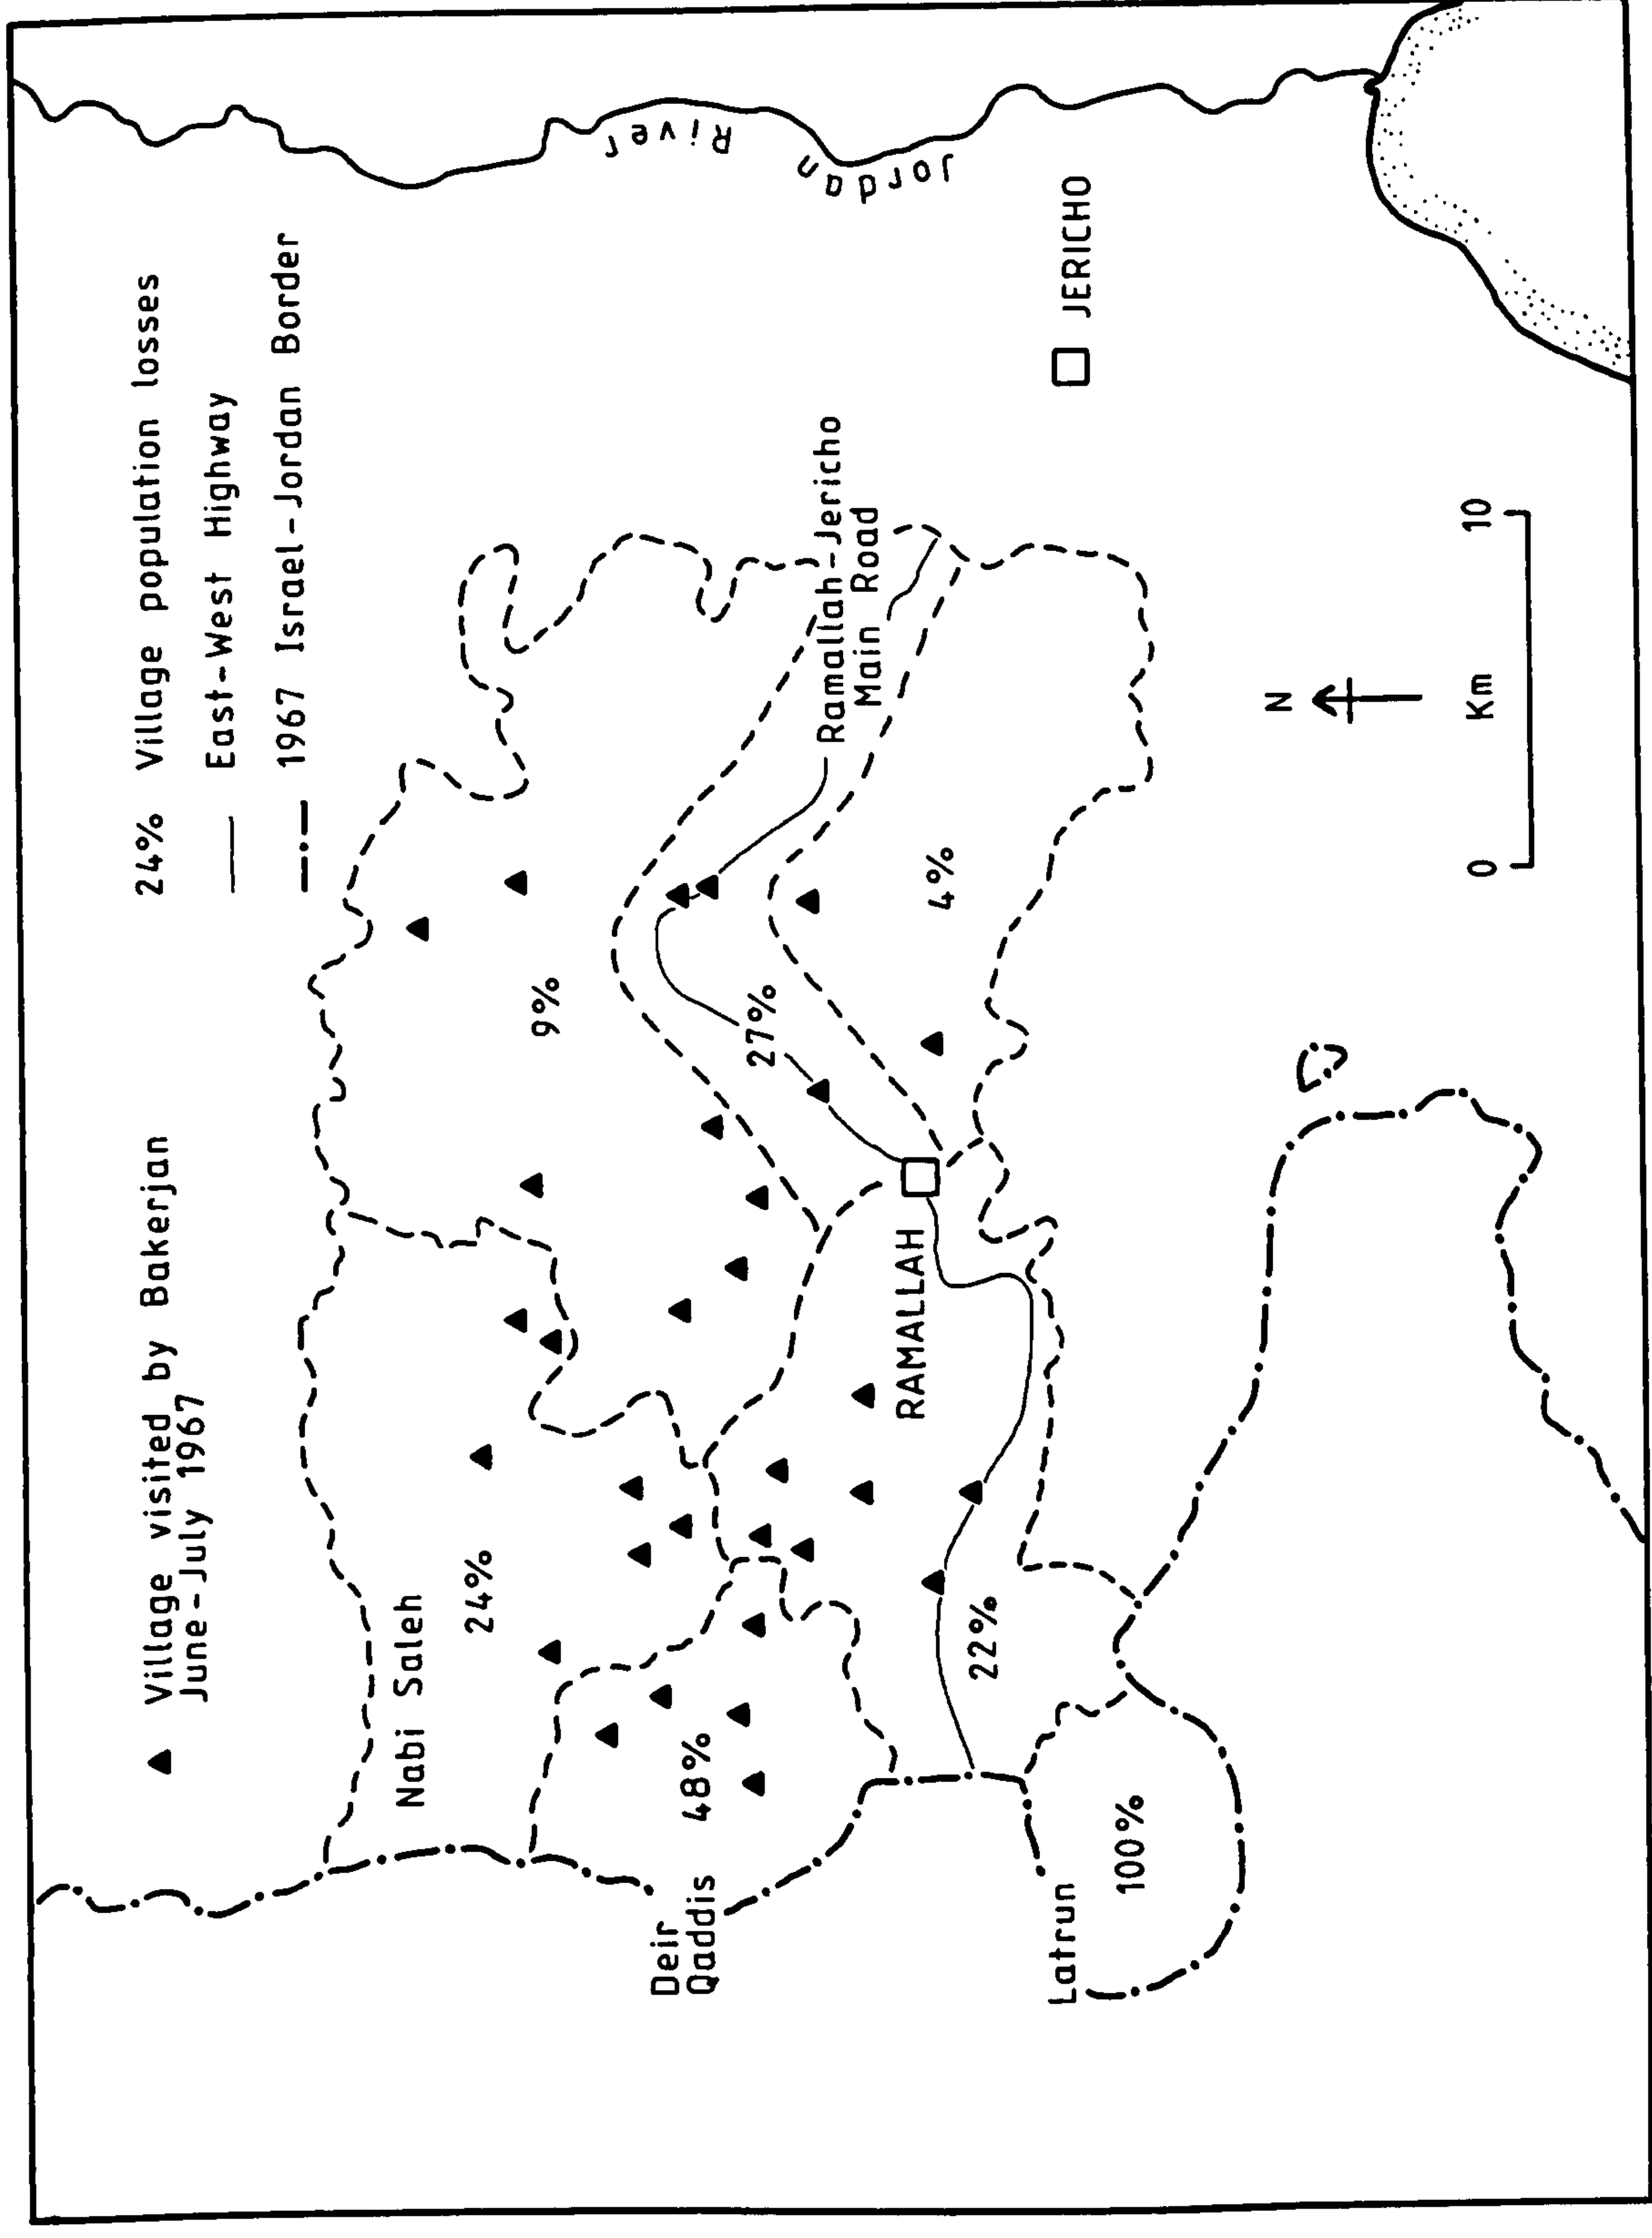 ▲ Village visited by Bakerjan
June-July 1967
24% Village population losses
East-West Highway
1967 Israel-Jordan Border
Nabi Saleh
24%
9%
Deir
Qaddis
48%
27%
Ramallah-Jericho
Main Road
River
Jordan
RAMALLAH
4%
22%
Latrun
100%
JERICHO
N
Km
0
10